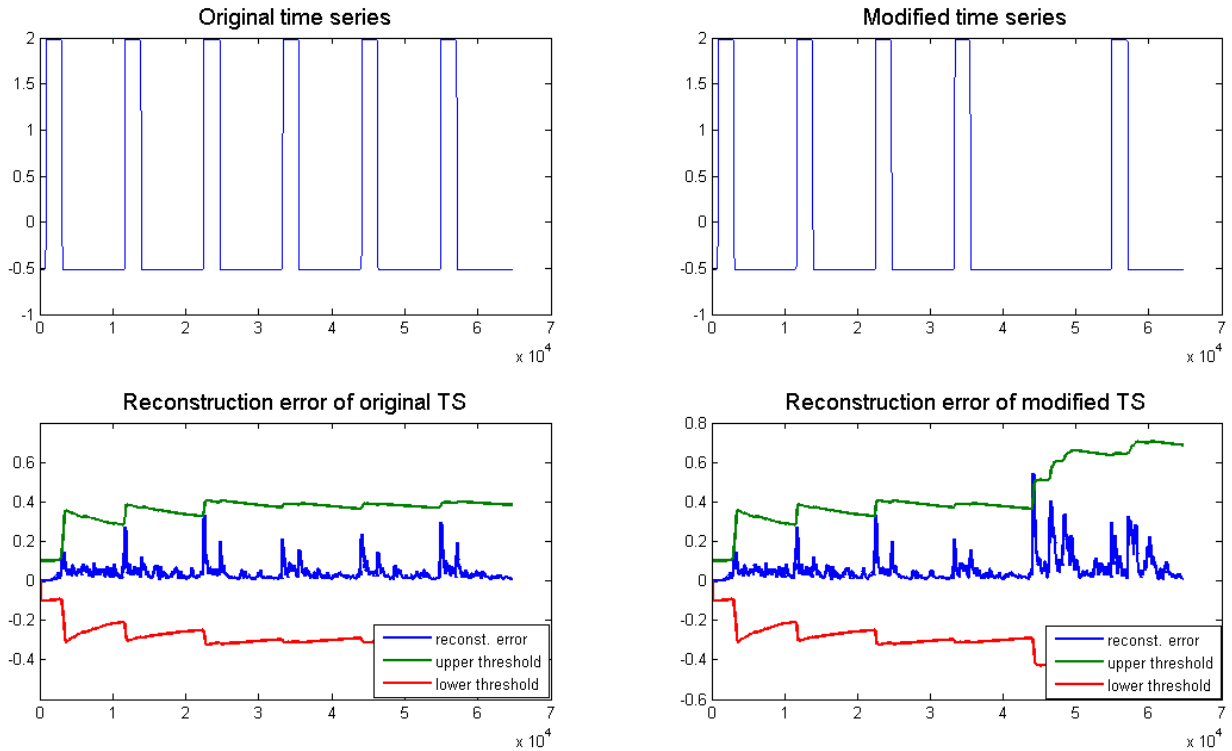 Original time series
2
1.5
1
0.5
0
-0.5
-1
0 1 2 3 4 5 6 7
x 10^4
Modified time series
2
1.5
1
0.5
0
-0.5
-1
0 1 2 3 4 5 6 7
x 10^4
Reconstruction error of original TS
0.6
0.4
0.2
0
-0.2
-0.4
0 1 2 3 4 5 6 7
x 10^4
reconst. error
upper threshold
lower threshold
Reconstruction error of modified TS
0.8
0.6
0.4
0.2
0
-0.2
-0.4
-0.6
0 1 2 3 4 5 6 7
x 10^4
reconst. error
upper threshold
lower threshold